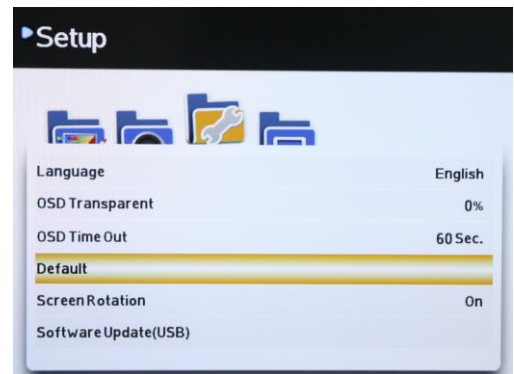 Setup
Language English
OSD Transparent 0%
OSD Time Out 60 Sec.
Default
Screen Rotation On
Software Update(USB)